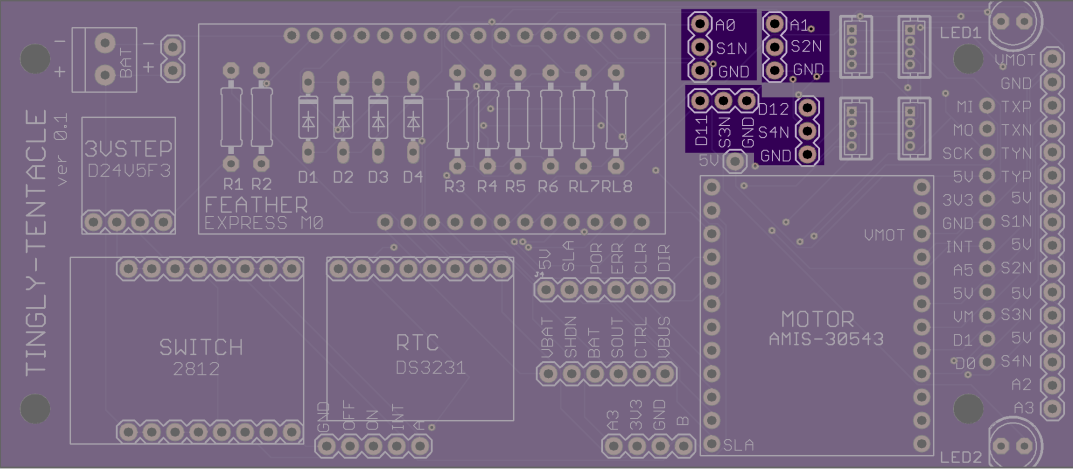 BAT
- +
- +
TINGLY-TENTACLE
ver 0.1
3VSTEP
D24V5F3
R1 R2 D1 D2 D3 D4 R3 R4 R5 R6 RL7 RL8
FEATHER
EXPRESS M0
A0
S1N
GND
A1
S2N
GND
D11 S3N GND
D12
S4N
GND
5V
LED1
VMOT
GND
MI TXP
MO TXN
SCK TYN
5V TYP
3V3 5V
GND S1N
INT 5V
A5 S2N
5V 5V
VM S3N
D1 5V
D0 S4N
A2
A3
LED2
VMOT
MOTOR
AMIS-30543
SLA
5V SLA POR ERR CLR DIR
VBAT SHDN BAT SOUT CTRL VBUS
A3 3V3 GND B
SWITCH
2812
RTC
DS3231
GND OFF ON INT A